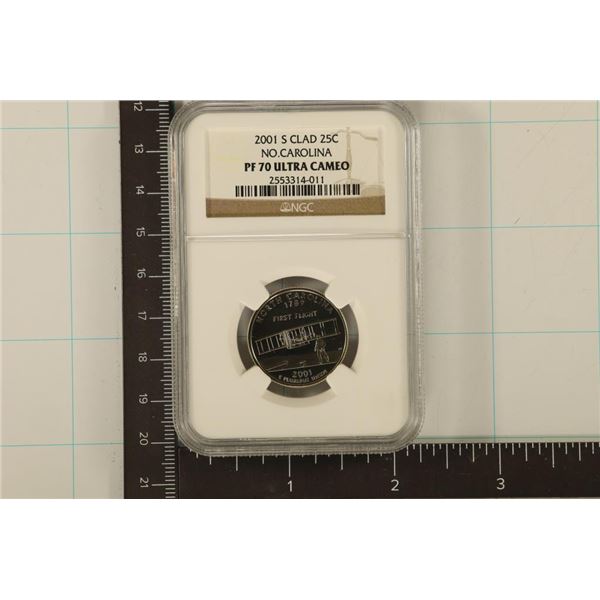 2001 S CLAD 25C
NO.CAROLINA
PF 70 ULTRA CAMEO
2553314-011
NGC
NORTH CAROLINA
1789
FIRST FLIGHT
2001
E PLURIBUS UNUM
12
13
14
15
16
17
18
19
20
21
1
2
3